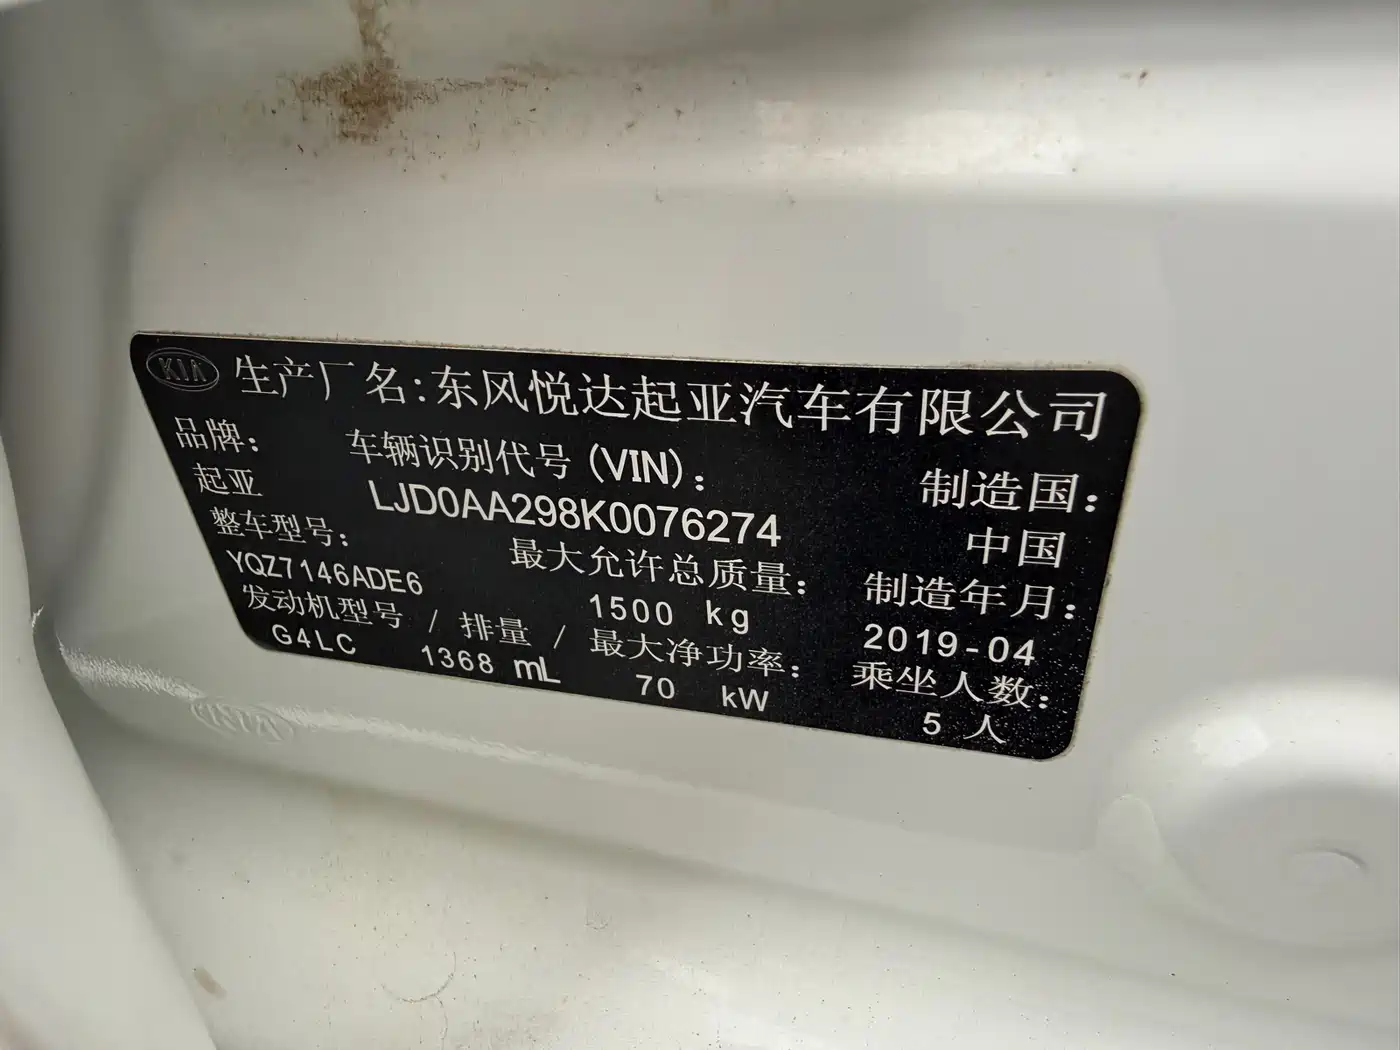 KIA 生产厂名:东风悦达起亚汽车有限公司
品牌: 车辆识别代号 (VIN): 制造国:
起亚 LJD0AA298K0076274 中国
整车型号: 最大允许总质量: 制造年月:
YQZ7146ADE6 1500 kg 2019-04
发动机型号 / 排量 / 最大净功率: 乘坐人数:
G4LC 1368 mL 70 kW 5 人
KIA